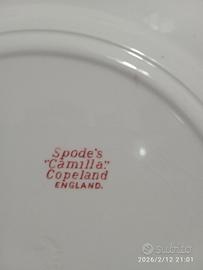 Spode's
"Camilla"
Copeland
ENGLAND.
subito
2026/2/12 21:01